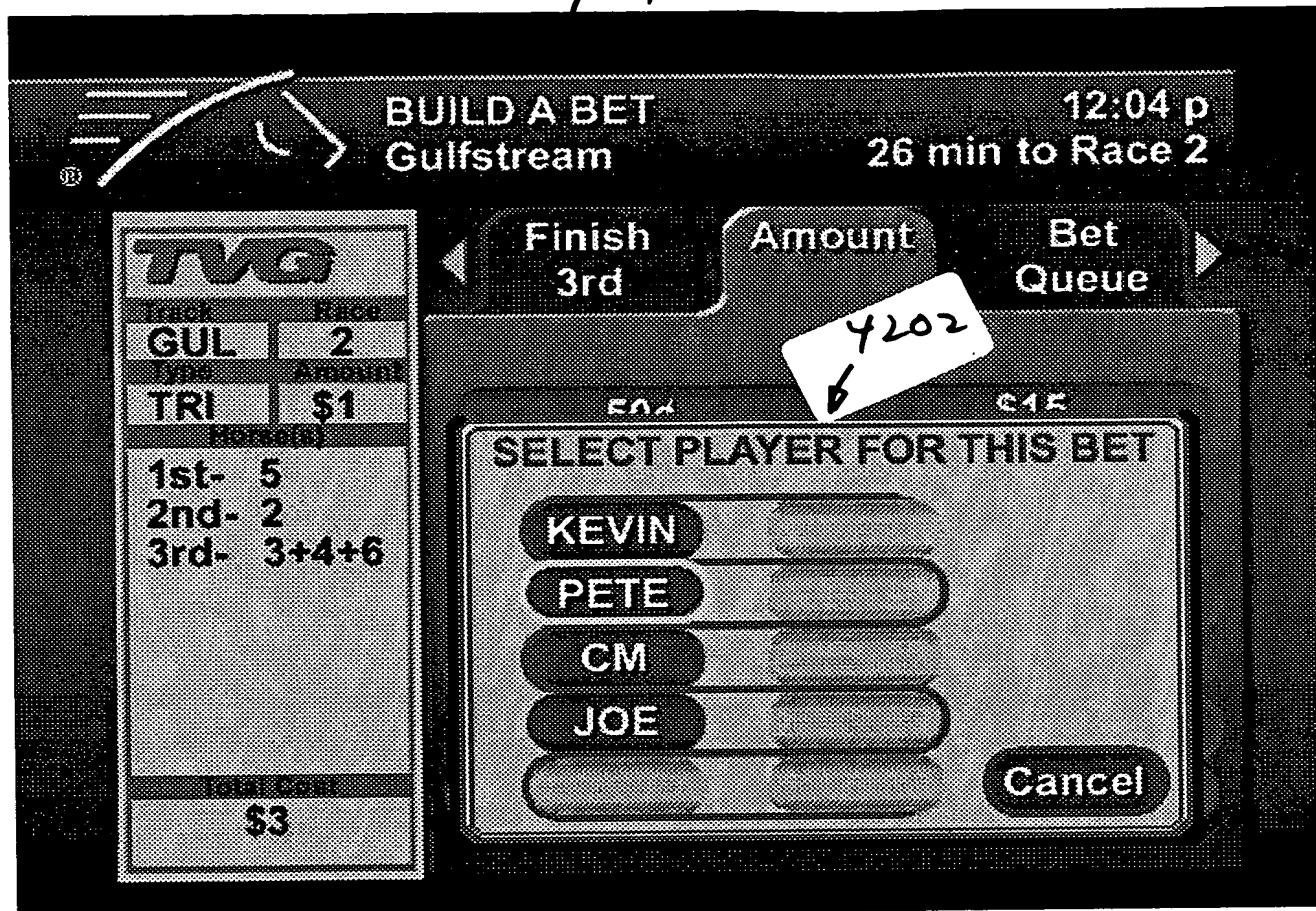 BUILD A BET
Gulfstream
12:04 p
26 min to Race 2
®
TVG
Track Race
GUL 2
Type Amount
TRI $1
Horse(s)
1st- 5
2nd- 2
3rd- 3+4+6
Total Cost
$3
Finish
3rd
Amount
Bet
Queue
4202
50¢ $15
SELECT PLAYER FOR THIS BET
KEVIN
PETE
CM
JOE
Cancel